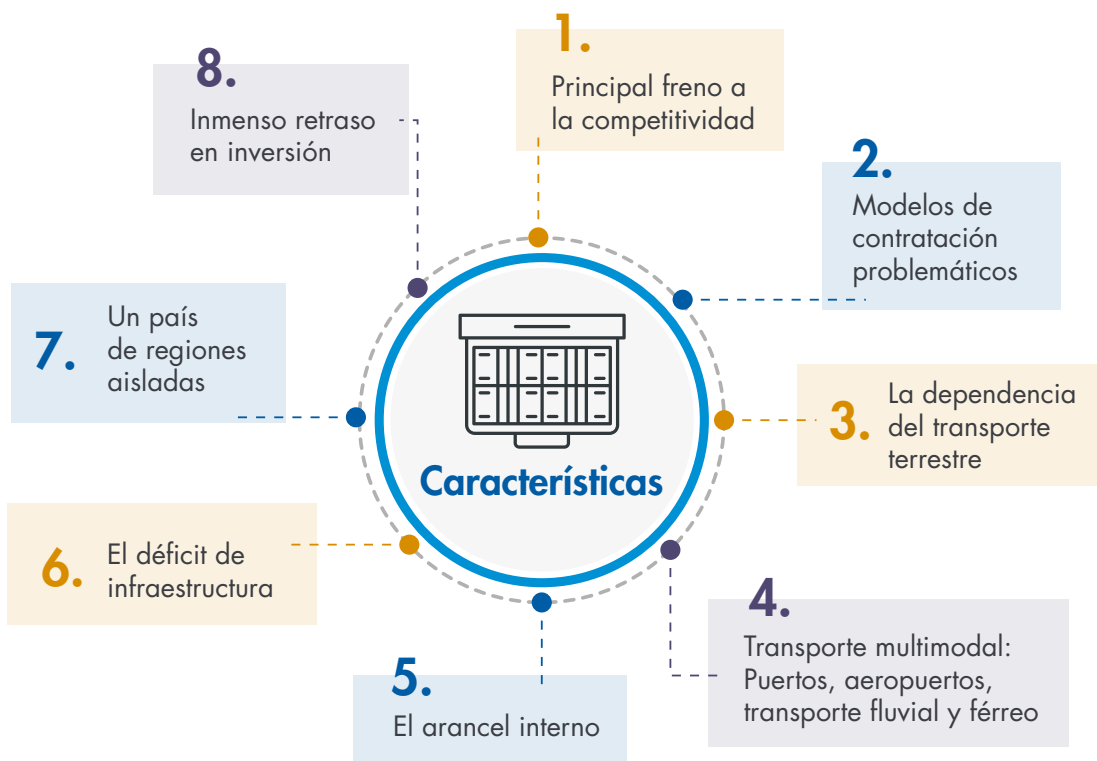 1.
Principal freno a
la competitividad
2.
Modelos de
contratación
problemáticos
3.
La dependencia
del transporte
terrestre
4.
Transporte multimodal:
Puertos, aeropuertos,
transporte fluvial y férreo
5.
El arancel interno
6.
El déficit de
infraestructura
7.
Un país
de regiones
aisladas
8.
Inmenso retraso
en inversión
Característísticas